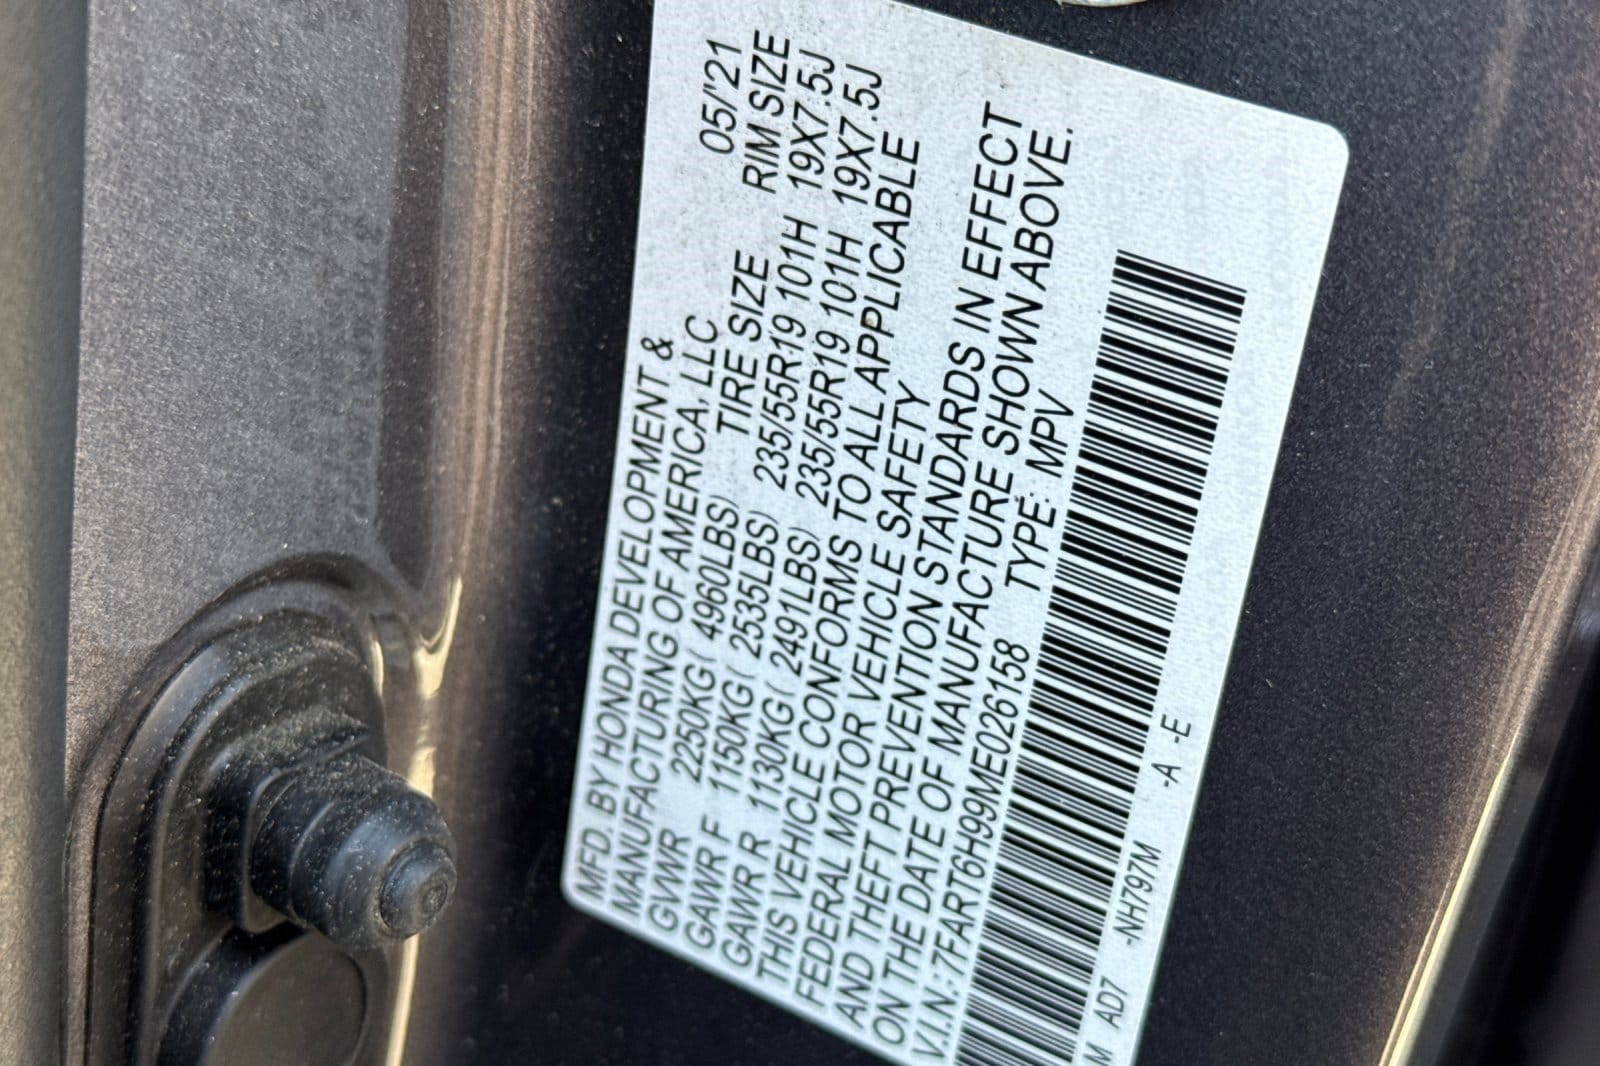 MFD. BY HONDA DEVELOPMENT & 05/'21
MANUFACTURING OF AMERICA, LLC
TIRE SIZE RIM SIZE
GVWR 2250KG( 4960LBS)
GAWR F 1150KG( 2535LBS) 235/55R19 101H 19X7.5J
GAWR R 1130KG( 2491LBS) 235/55R19 101H 19X7.5J
THIS VEHICLE CONFORMS TO ALL APPLICABLE
FEDERAL MOTOR VEHICLE SAFETY
AND THEFT PREVENTION STANDARDS IN EFFECT
ON THE DATE OF MANUFACTURE SHOWN ABOVE.
V.I.N.:7FART6H99ME026158 TYPE: MPV
M AD7 -NH797M -A -E